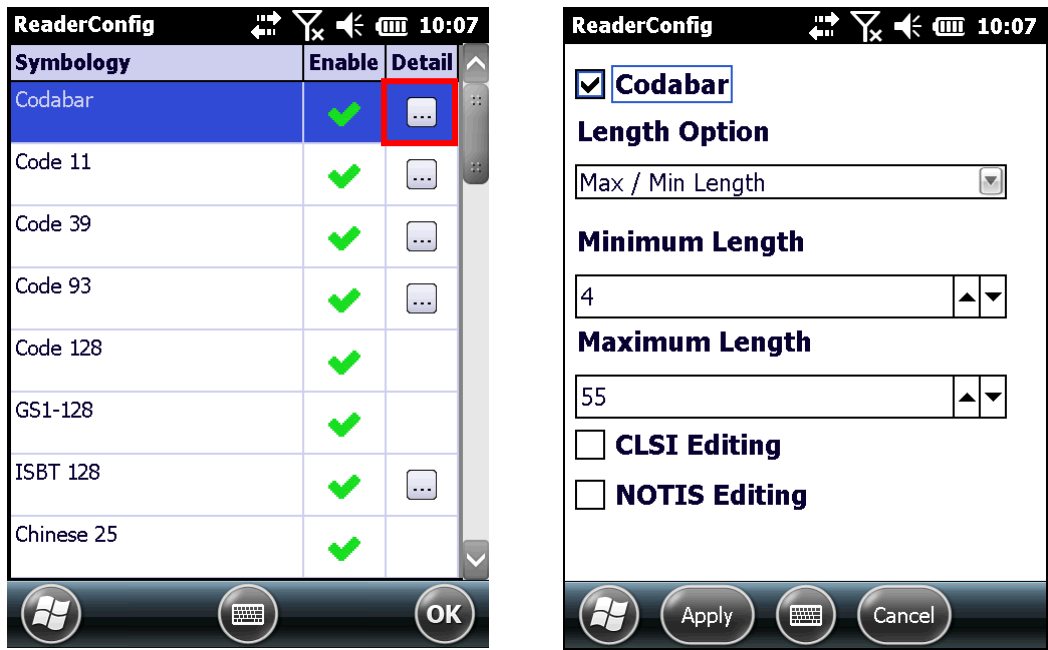 ReaderConfig 10:07
Symbology Enable Detail
Codabar ...
Code 11 ...
Code 39 ...
Code 93 ...
Code 128
GS1-128
ISBT 128 ...
Chinese 25
OK
ReaderConfig 10:07
Codabar
Length Option
Max / Min Length
Minimum Length
4
Maximum Length
55
CLSI Editing
NOTIS Editing
Apply Cancel